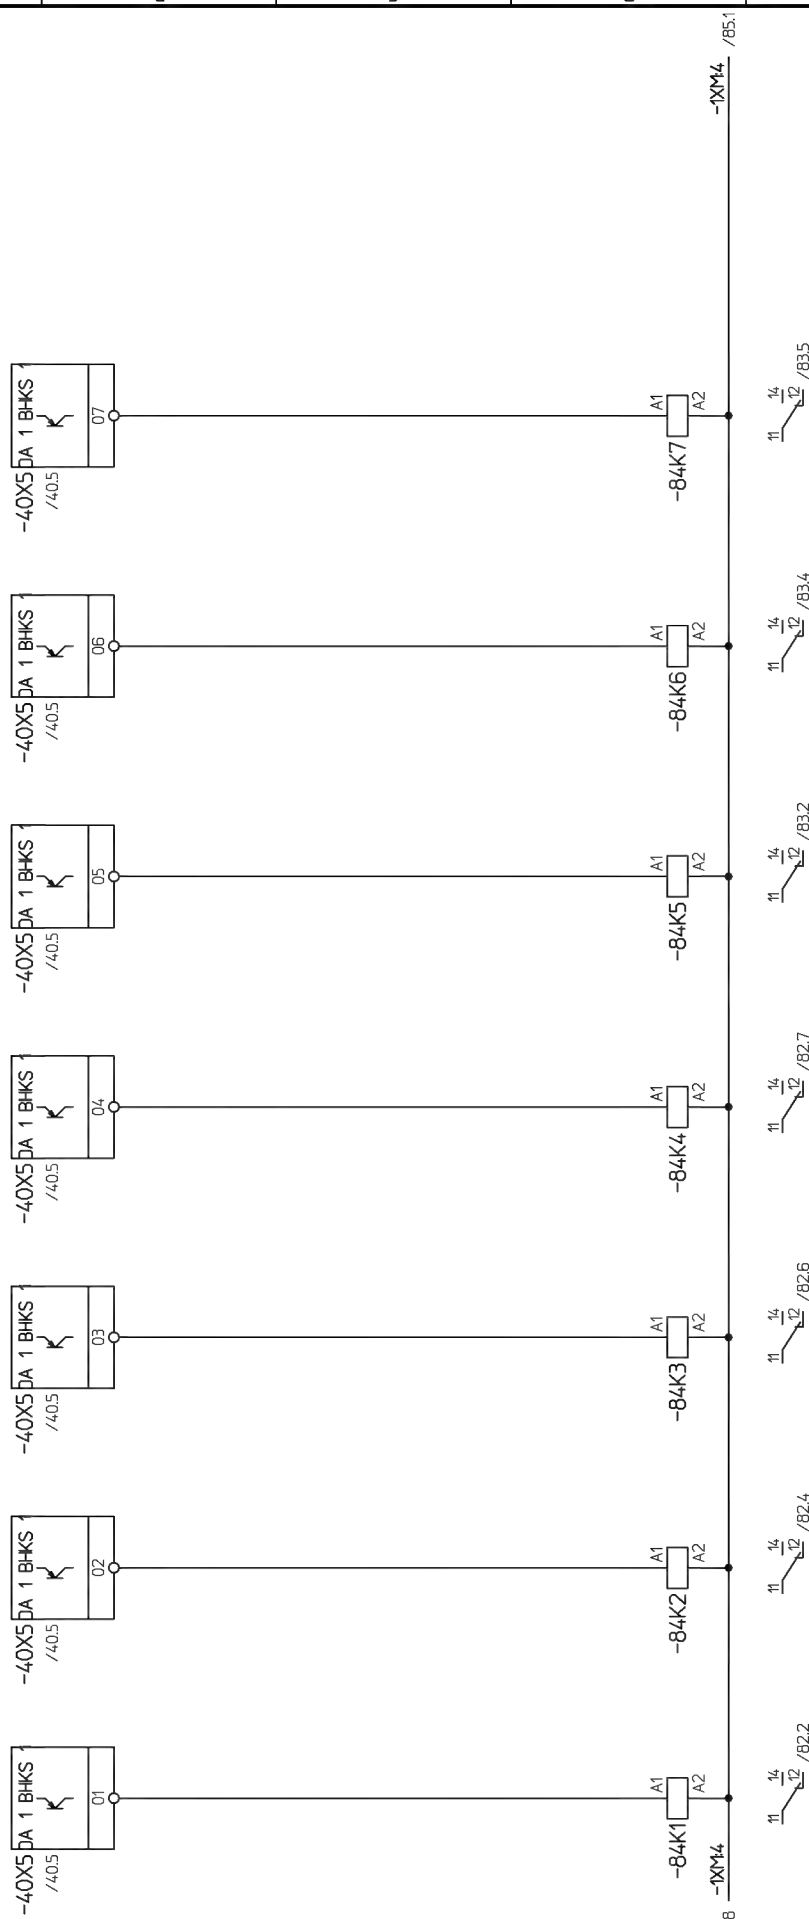 -40X5 DA 1 BHKS 1
/40.5
01
A1
-84K1
A2
11 14
12
/82.2
-40X5 DA 1 BHKS 1
/40.5
02
A1
-84K2
A2
11 14
12
/82.4
-40X5 DA 1 BHKS 1
/40.5
03
A1
-84K3
A2
11 14
12
/82.6
-40X5 DA 1 BHKS 1
/40.5
04
A1
-84K4
A2
11 14
12
/82.7
-40X5 DA 1 BHKS 1
/40.5
05
A1
-84K5
A2
11 14
12
/83.2
-40X5 DA 1 BHKS 1
/40.5
06
A1
-84K6
A2
11 14
12
/83.4
-40X5 DA 1 BHKS 1
/40.5
07
A1
-84K7
A2
11 14
12
/83.5
-1XM:4
-1XM:4
/85.1